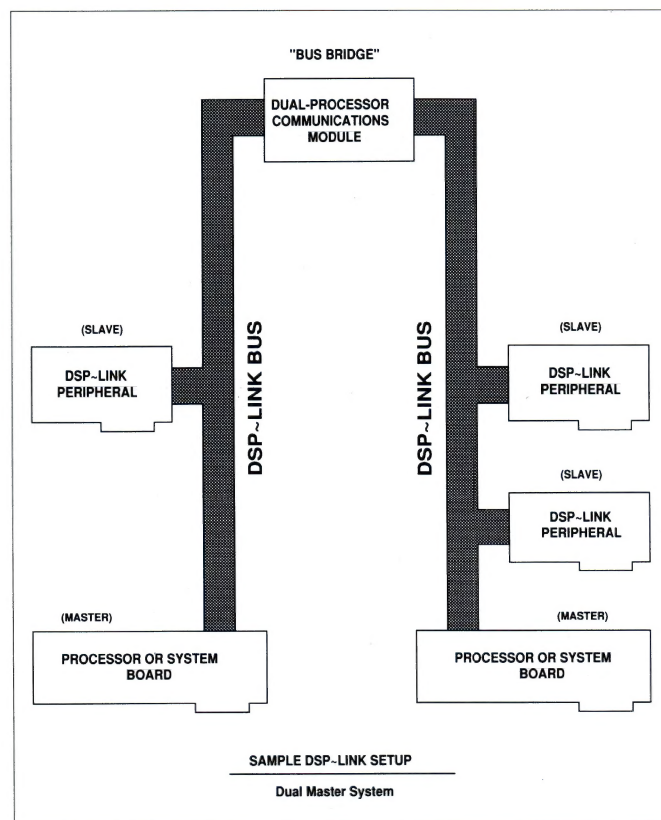 "BUS BRIDGE"
DUAL-PROCESSOR
COMMUNICATIONS
MODULE
(SLAVE)
DSP~LINK
PERIPHERAL
DSP~LINK BUS
DSP~LINK BUS
(SLAVE)
DSP~LINK
PERIPHERAL
(SLAVE)
DSP~LINK
PERIPHERAL
(MASTER)
PROCESSOR OR SYSTEM
BOARD
(MASTER)
PROCESSOR OR SYSTEM
BOARD
SAMPLE DSP~LINK SETUP
Dual Master System